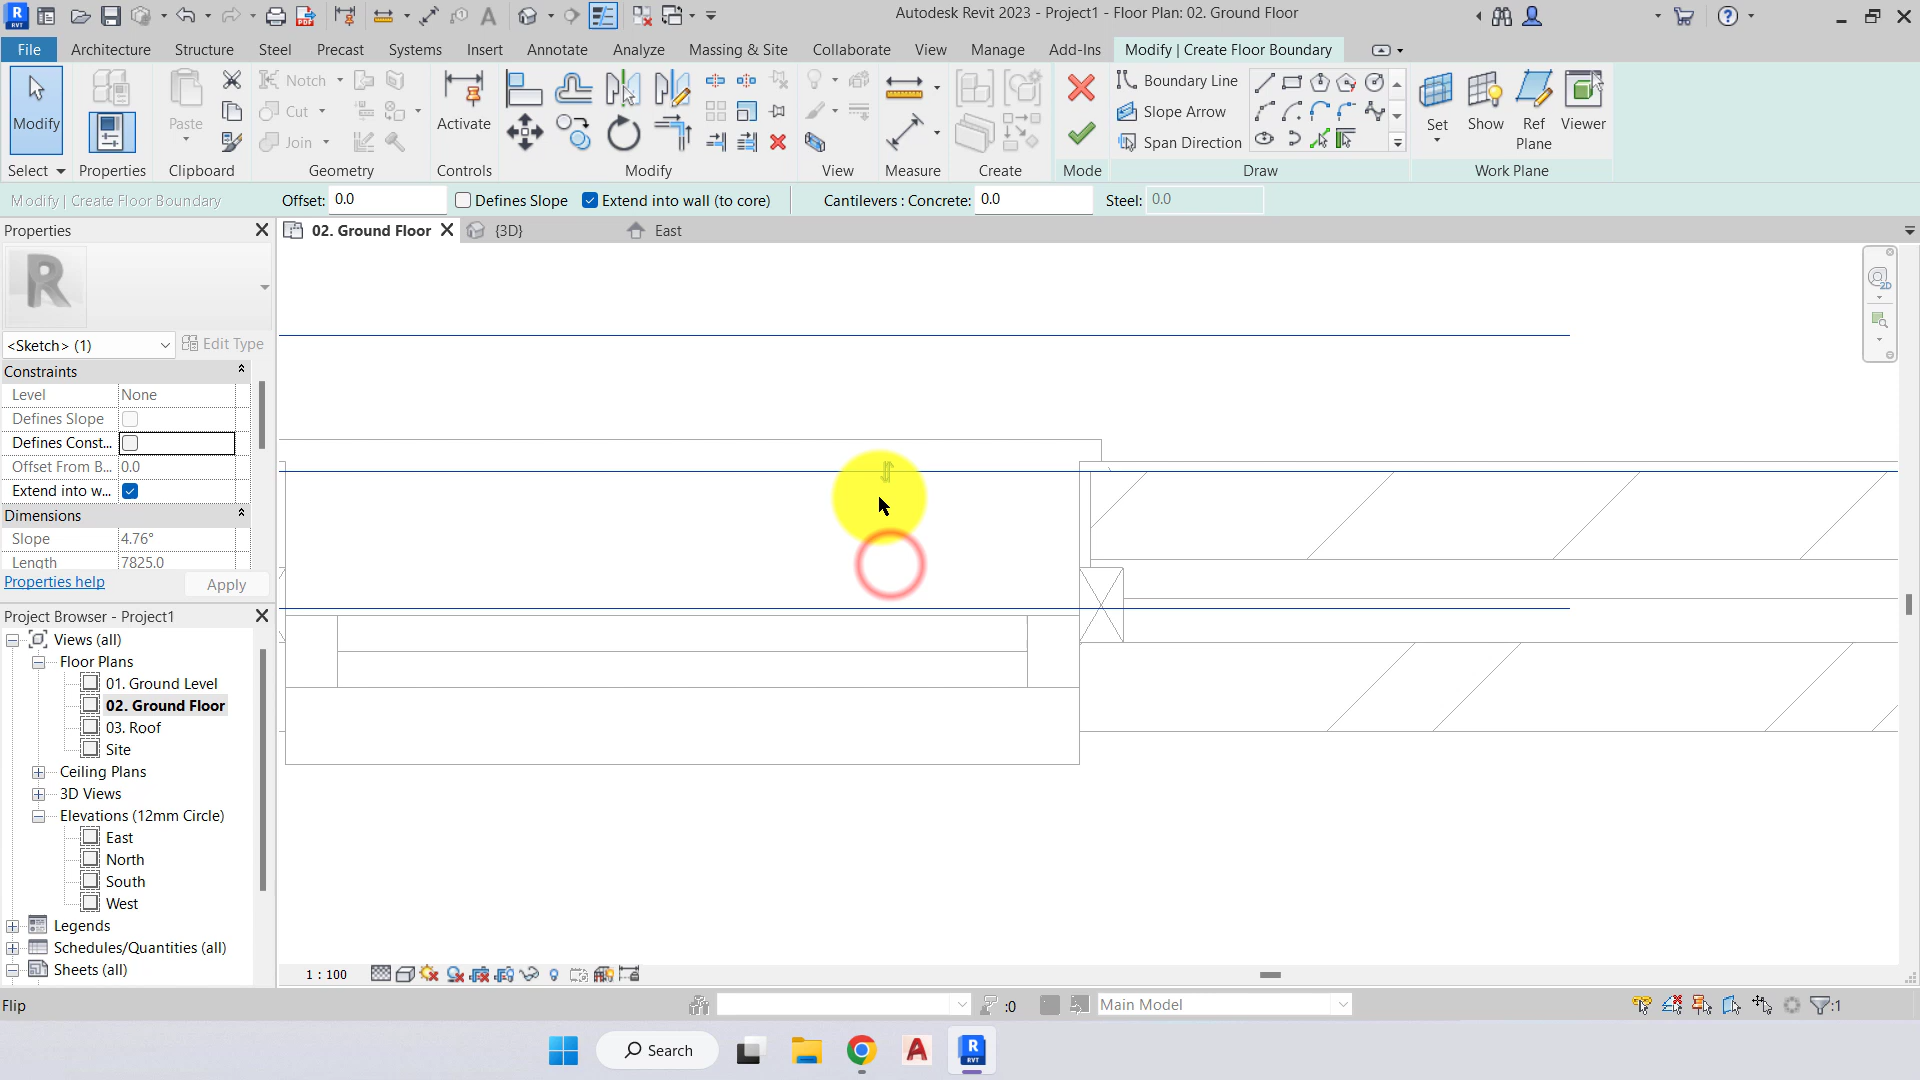 Autodesk Revit 2023 - Project1 - Floor Plan: 02. Ground Floor
File Architecture Structure Steel Precast Systems Insert Annotate Analyze Massing & Site Collaborate View Manage Add-Ins Modify | Create Floor Boundary
Modify
Paste
Notch
Cut
Join
Activate
Boundary Line
Slope Arrow
Span Direction
Set
Show
Ref
Plane
Viewer
Select Properties Clipboard Geometry Controls Modify View Measure Create Mode Draw Work Plane
Modify | Create Floor Boundary Offset: 0.0 Defines Slope Extend into wall (to core) Cantilevers : Concrete: 0.0 Steel: 0.0
Properties
02. Ground Floor {3D} East
R
<Sketch> (1) Edit Type
Constraints
Level None
Defines Slope
Defines Const...
Offset From B... 0.0
Extend into w...
Dimensions
Slope 4.76°
Length 7825.0
Properties help Apply
Project Browser - Project1
Views (all)
Floor Plans
01. Ground Level
02. Ground Floor
03. Roof
Site
Ceiling Plans
3D Views
Elevations (12mm Circle)
East
North
South
West
Legends
Schedules/Quantities (all)
Sheets (all)
1 : 100
Flip :0 Main Model :1
Search